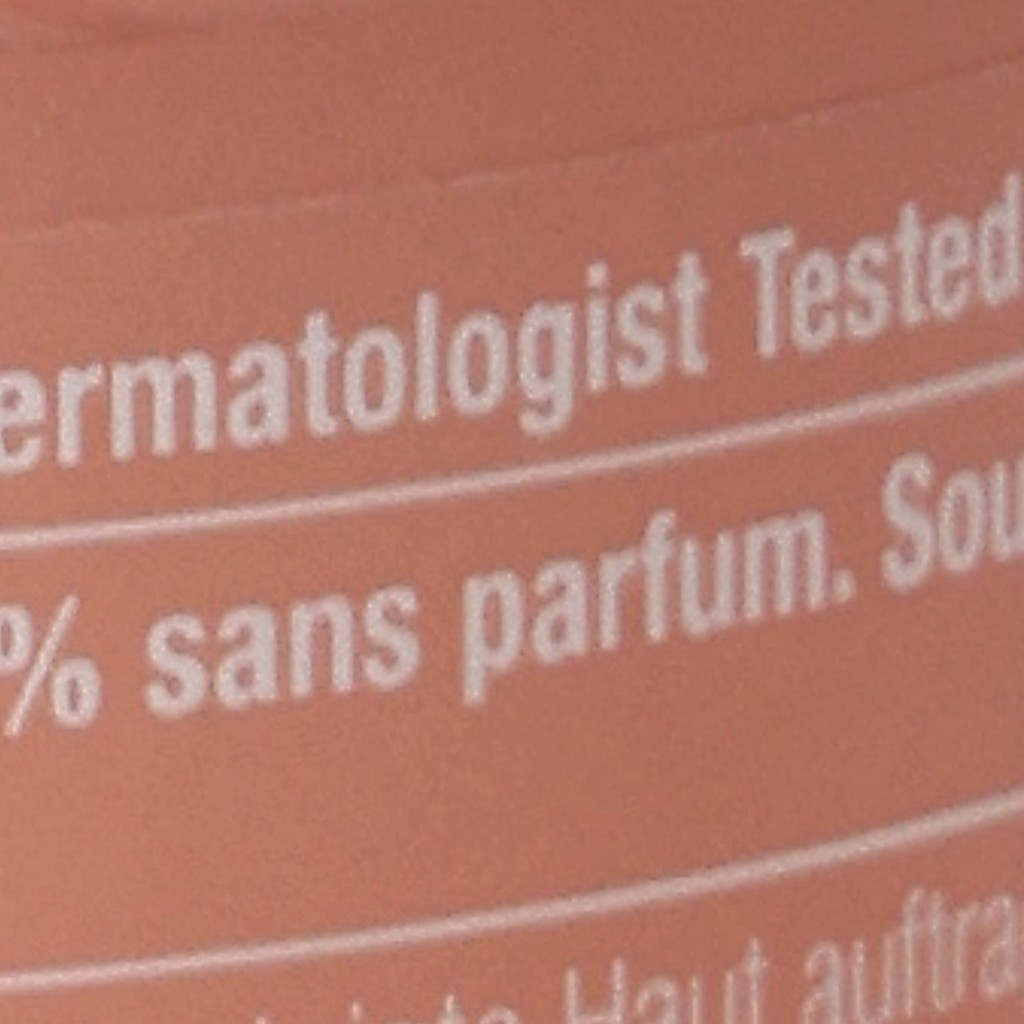 ermatologist Tested
% sans parfum. Sou
Haut auftra